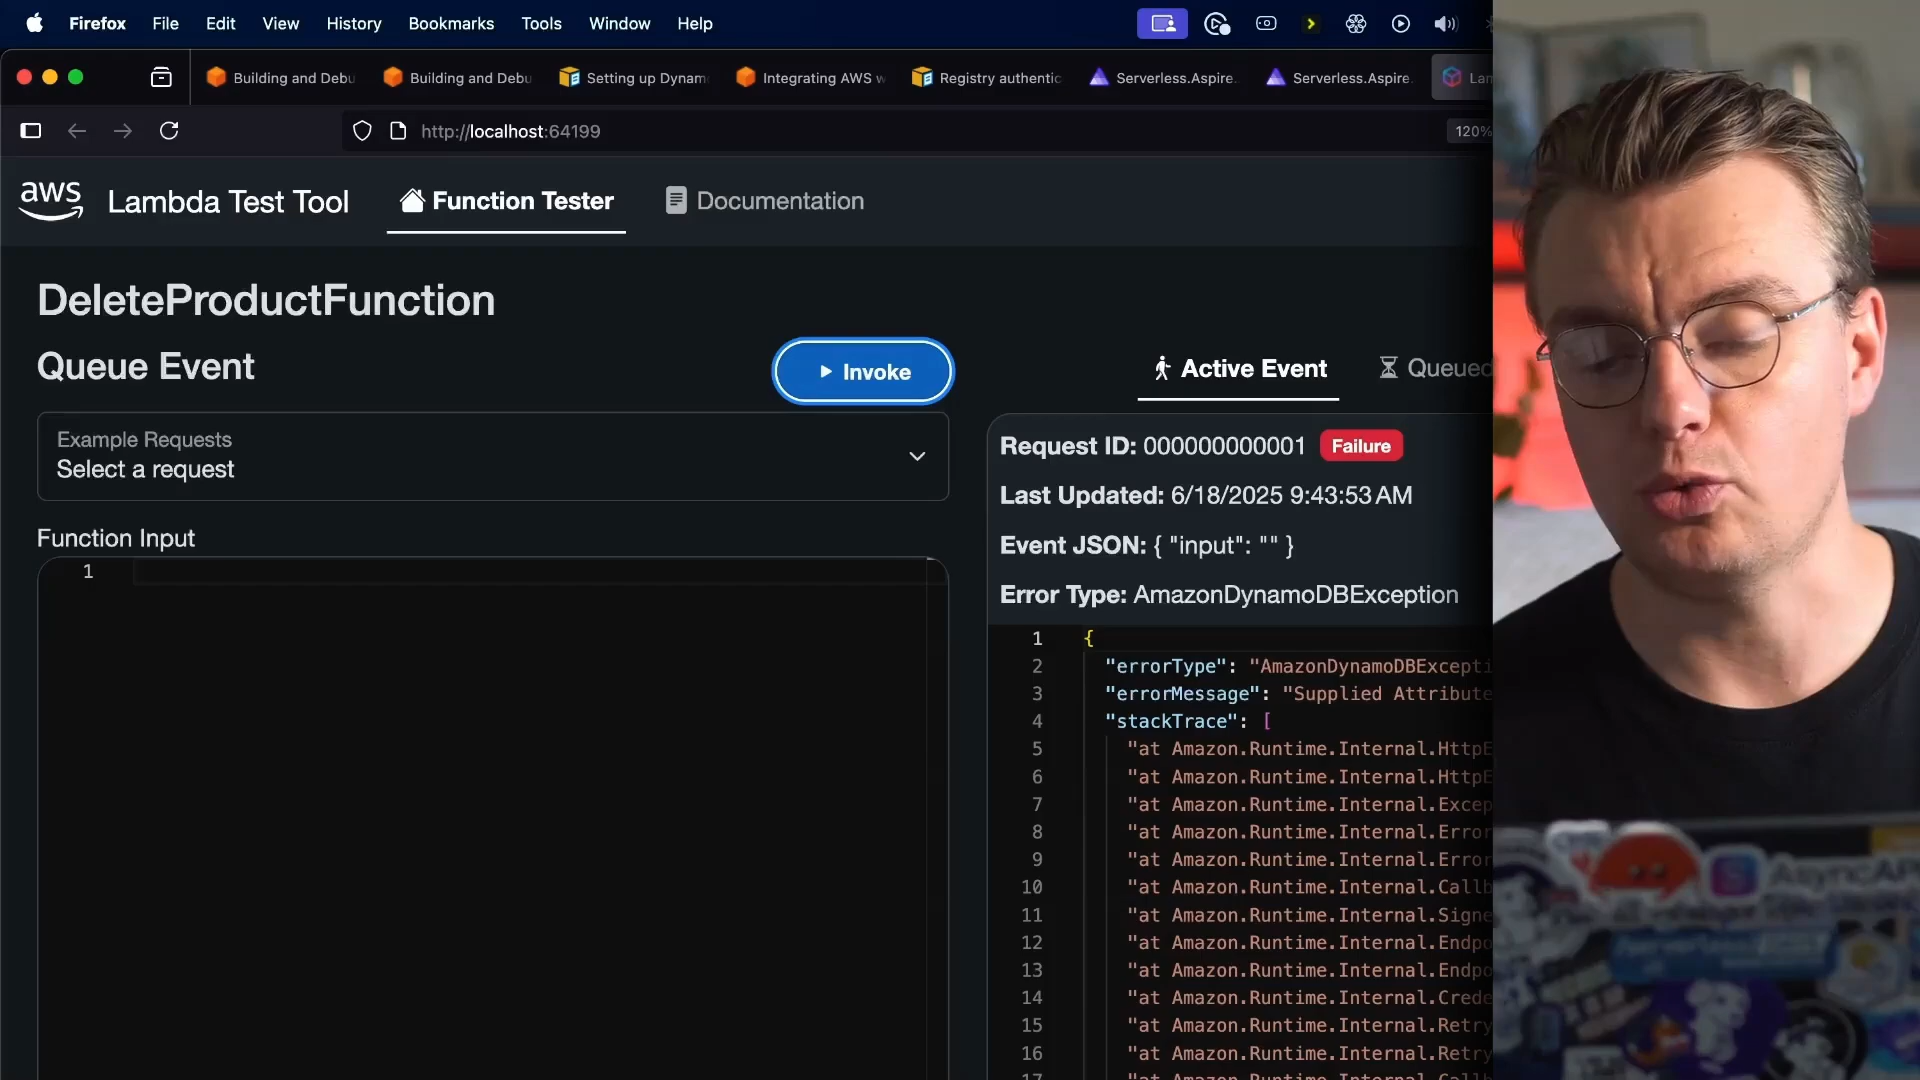 Firefox File Edit View History Bookmarks Tools Window Help
Building and Debu Building and Debu Setting up Dynam Integrating AWS w Registry authentic Serverless.Aspire. Serverless.Aspire. Lam
http://localhost:64199 120%
aws Lambda Test Tool Function Tester Documentation
DeleteProductFunction
Queue Event
Invoke
Active Event Queued
Example Requests
Select a request
Function Input
1
Request ID: 000000000001 Failure
Last Updated: 6/18/2025 9:43:53 AM
Event JSON: { "input": "" }
Error Type: AmazonDynamoDBException
1 {
2 "errorType": "AmazonDynamoDBExcepti
3 "errorMessage": "Supplied Attribute
4 "stackTrace": [
5 "at Amazon.Runtime.Internal.HttpE
6 "at Amazon.Runtime.Internal.HttpE
7 "at Amazon.Runtime.Internal.Excep
8 "at Amazon.Runtime.Internal.Error
9 "at Amazon.Runtime.Internal.Error
10 "at Amazon.Runtime.Internal.Callb
11 "at Amazon.Runtime.Internal.Signe
12 "at Amazon.Runtime.Internal.Endpo
13 "at Amazon.Runtime.Internal.Endpo
14 "at Amazon.Runtime.Internal.Crede
15 "at Amazon.Runtime.Internal.Retry
16 "at Amazon.Runtime.Internal.Retry
17 "at Amazon.Runtime.Internal.Callb
AsyncAPI